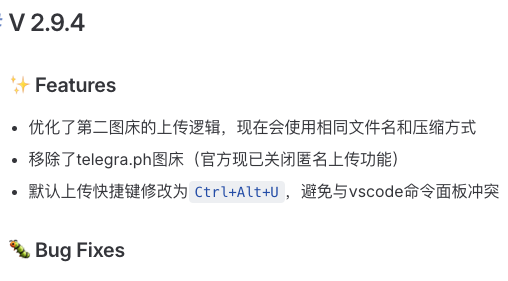 V 2.9.4
✨ Features
• 优化了第二图床的上传逻辑，现在会使用相同文件名和压缩方式
• 移除了telegra.ph图床（官方现已关闭匿名上传功能）
• 默认上传快捷键修改为 Ctrl+Alt+U ，避免与vscode命令面板冲突
🐛 Bug Fixes